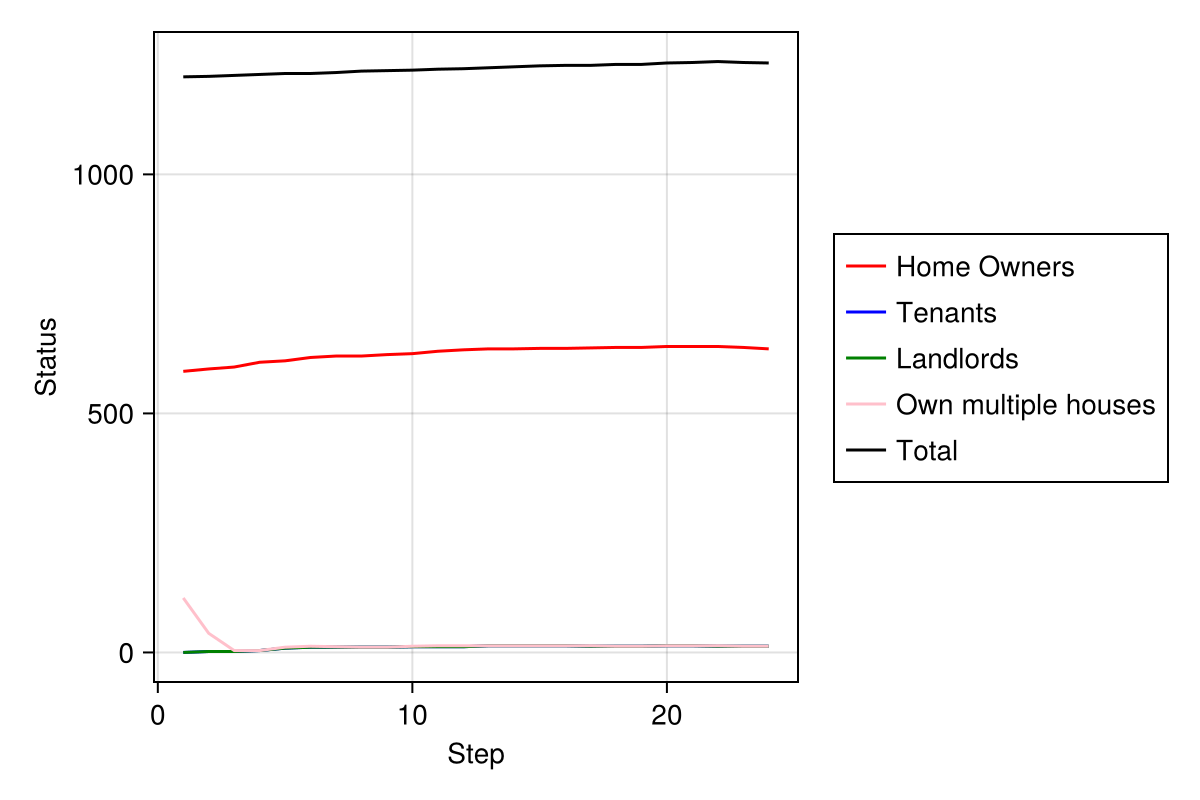 Status
1000
500
0
0
10
20
Step
Home Owners
Tenants
Landlords
Own multiple houses
Total